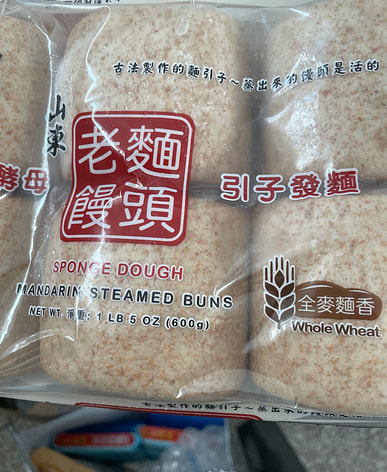 古法製作的麵引子～蒸出來的饅頭是活的
山東
老麵
饅頭
酵母
引子發麵
SPONGE DOUGH
MANDARIN STEAMED BUNS
NET WT. 淨重: 1 LB 5 OZ (600g)
全麥麵香
Whole Wheat